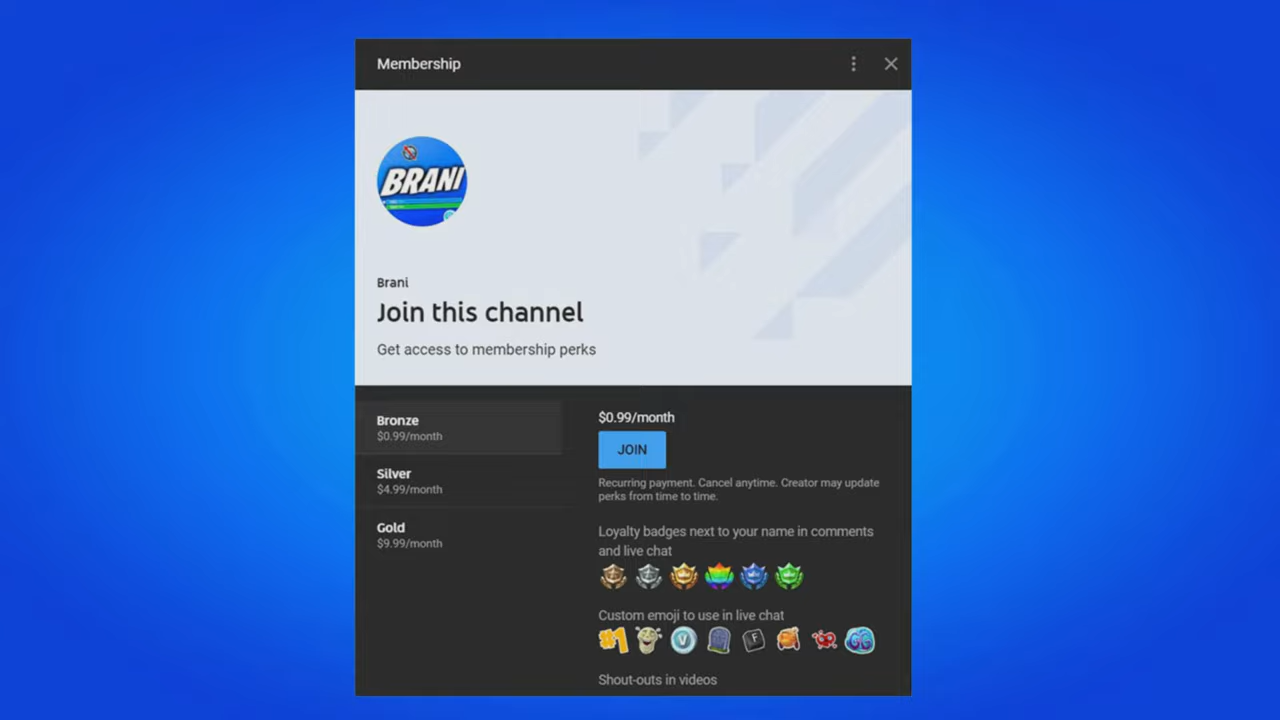 Membership
BRANI
Brani
Join this channel
Get access to membership perks
Bronze
$0.99/month
Silver
$4.99/month
Gold
$9.99/month
$0.99/month
JOIN
Recurring payment. Cancel anytime. Creator may update
perks from time to time.
Loyalty badges next to your name in comments
and live chat
Custom emoji to use in live chat
#1 V F GG
Shout-outs in videos